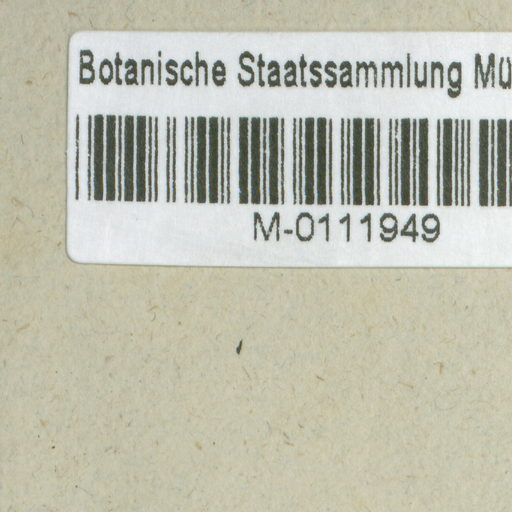 Botanische Staatssammlung Mü
M-0111949